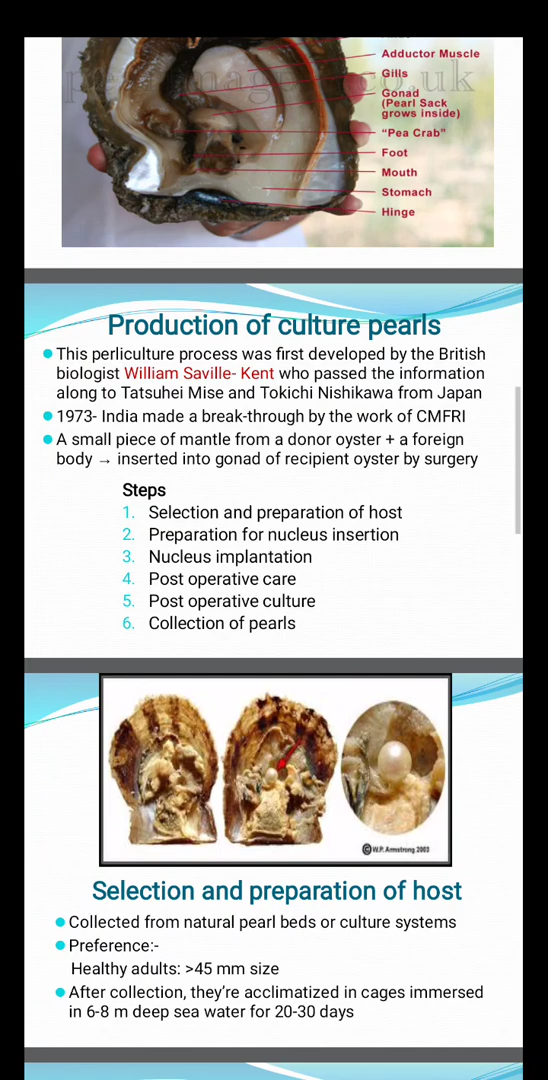 Adductor Muscle
Gills
Gonad
(Pearl Sack
grows inside)
“Pea Crab”
Foot
Mouth
Stomach
Hinge
Production of culture pearls
This perliculture process was first developed by the British
biologist William Saville- Kent who passed the information
along to Tatsuhei Mise and Tokichi Nishikawa from Japan
1973- India made a break-through by the work of CMFRI
A small piece of mantle from a donor oyster + a foreign
body → inserted into gonad of recipient oyster by surgery
Steps
1. Selection and preparation of host
2. Preparation for nucleus insertion
3. Nucleus implantation
4. Post operative care
5. Post operative culture
6. Collection of pearls
©W.P. Armstrong 2003
Selection and preparation of host
Collected from natural pearl beds or culture systems
Preference:-
Healthy adults: >45 mm size
After collection, they’re acclimatized in cages immersed
in 6-8 m deep sea water for 20-30 days